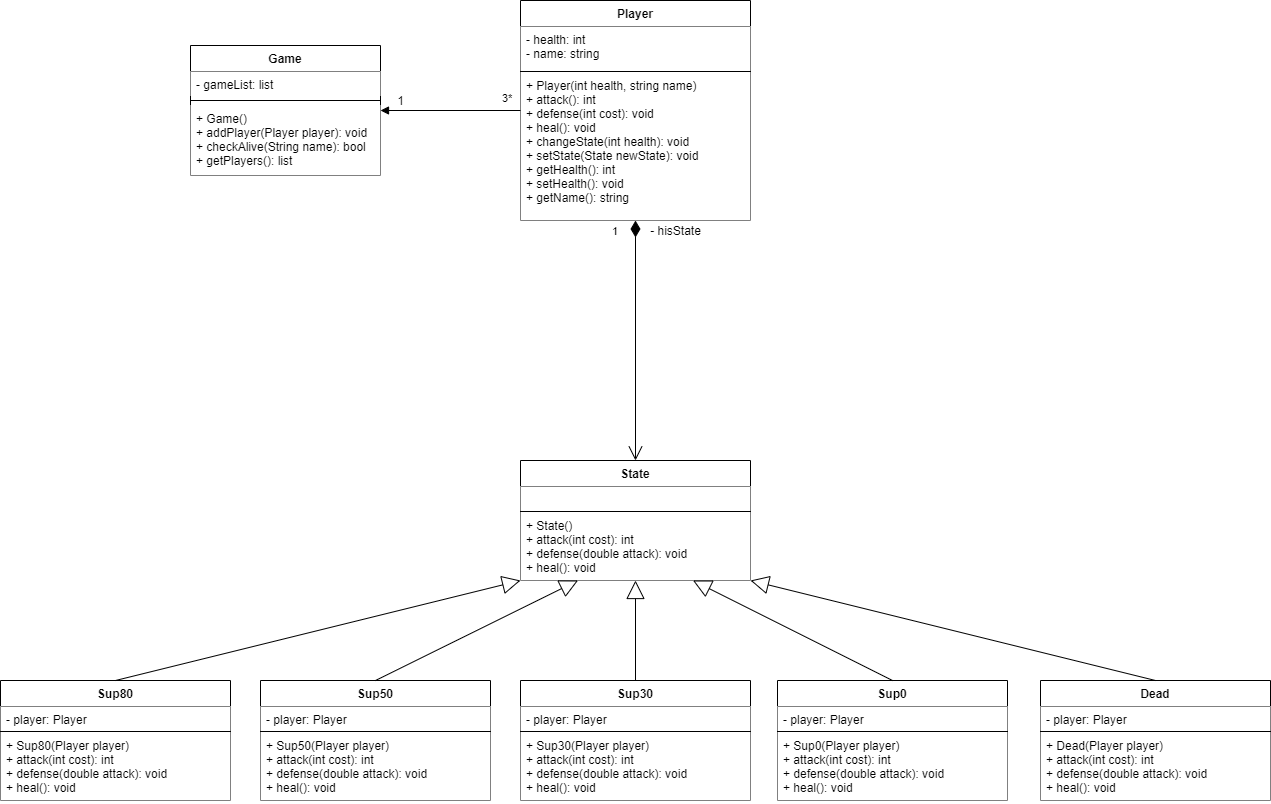 Player
- health: int
- name: string
+ Player(int health, string name)
+ attack(): int
+ defense(int cost): void
+ heal(): void
+ changeState(int health): void
+ setState(State newState): void
+ getHealth(): int
+ setHealth(): void
+ getName(): string
Game
- gameList: list
+ Game()
+ addPlayer(Player player): void
+ checkAlive(String name): bool
+ getPlayers(): list
1
3*
1
- hisState
State
+ State()
+ attack(int cost): int
+ defense(double attack): void
+ heal(): void
Sup80
- player: Player
+ Sup80(Player player)
+ attack(int cost): int
+ defense(double attack): void
+ heal(): void
Sup50
- player: Player
+ Sup50(Player player)
+ attack(int cost): int
+ defense(double attack): void
+ heal(): void
Sup30
- player: Player
+ Sup30(Player player)
+ attack(int cost): int
+ defense(double attack): void
+ heal(): void
Sup0
- player: Player
+ Sup0(Player player)
+ attack(int cost): int
+ defense(double attack): void
+ heal(): void
Dead
- player: Player
+ Dead(Player player)
+ attack(int cost): int
+ defense(double attack): void
+ heal(): void